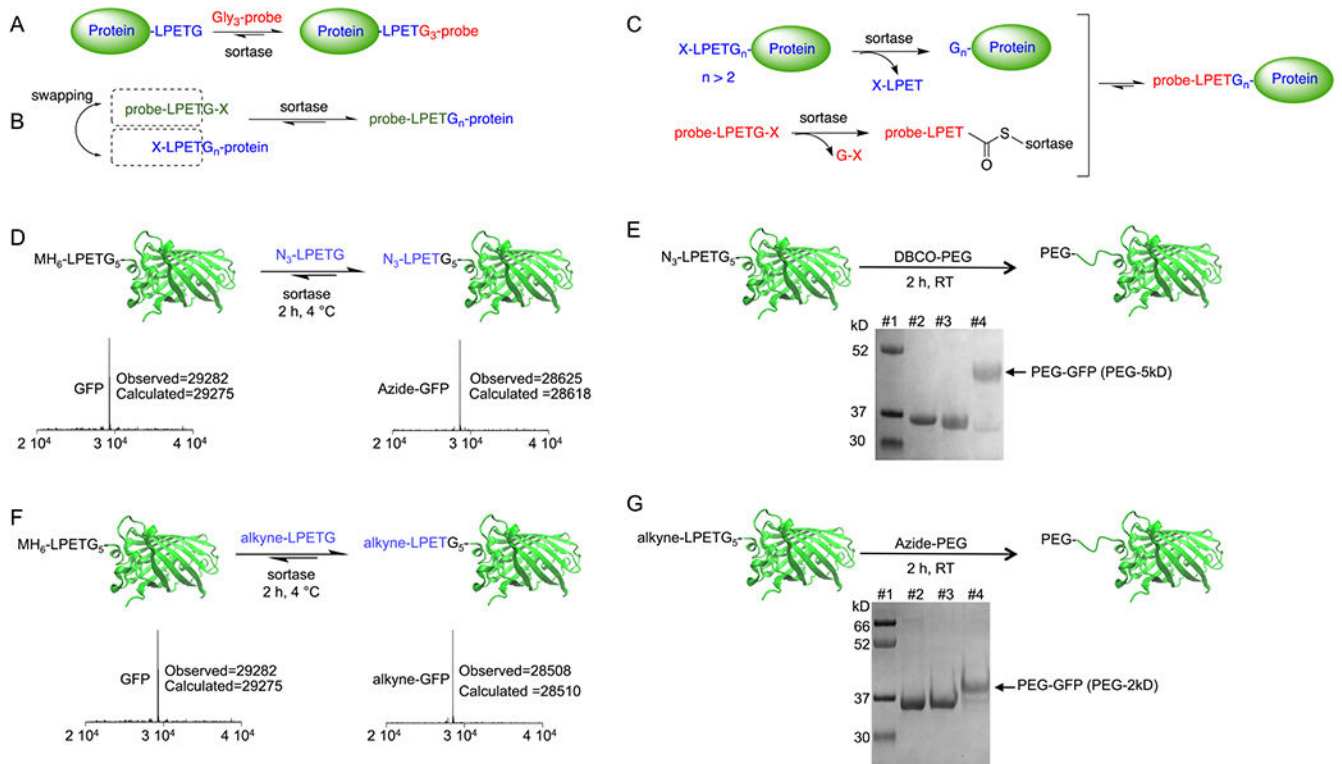 A
Protein
-LPETG
Gly3-probe
sortase
Protein
-LPETG3-probe
B
swapping
probe-LPETG-X
X-LPETGn-protein
sortase
probe-LPETGn-protein
C
X-LPETGn-
Protein
n > 2
sortase
X-LPET
Gn-
Protein
probe-LPETG-X
sortase
G-X
probe-LPET
S
O
sortase
probe-LPETGn-
Protein
D
MH6-LPETG5-
N3-LPETG
sortase
2 h, 4 °C
N3-LPETG5-
GFP
Observed=29282
Calculated=29275
2 10⁴ 3 10⁴ 4 10⁴
Azide-GFP
Observed=28625
Calculated =28618
2 10⁴ 3 10⁴ 4 10⁴
E
N3-LPETG5-
DBCO-PEG
2 h, RT
PEG-
kD #1 #2 #3 #4
52
37
30
PEG-GFP (PEG-5kD)
F
MH6-LPETG5-
alkyne-LPETG
sortase
2 h, 4 °C
alkyne-LPETG5-
GFP
Observed=29282
Calculated=29275
2 10⁴ 3 10⁴ 4 10⁴
alkyne-GFP
Observed=28508
Calculated =28510
2 10⁴ 3 10⁴ 4 10⁴
G
alkyne-LPETG5-
Azide-PEG
2 h, RT
PEG-
kD #1 #2 #3 #4
66
52
37
30
PEG-GFP (PEG-2kD)